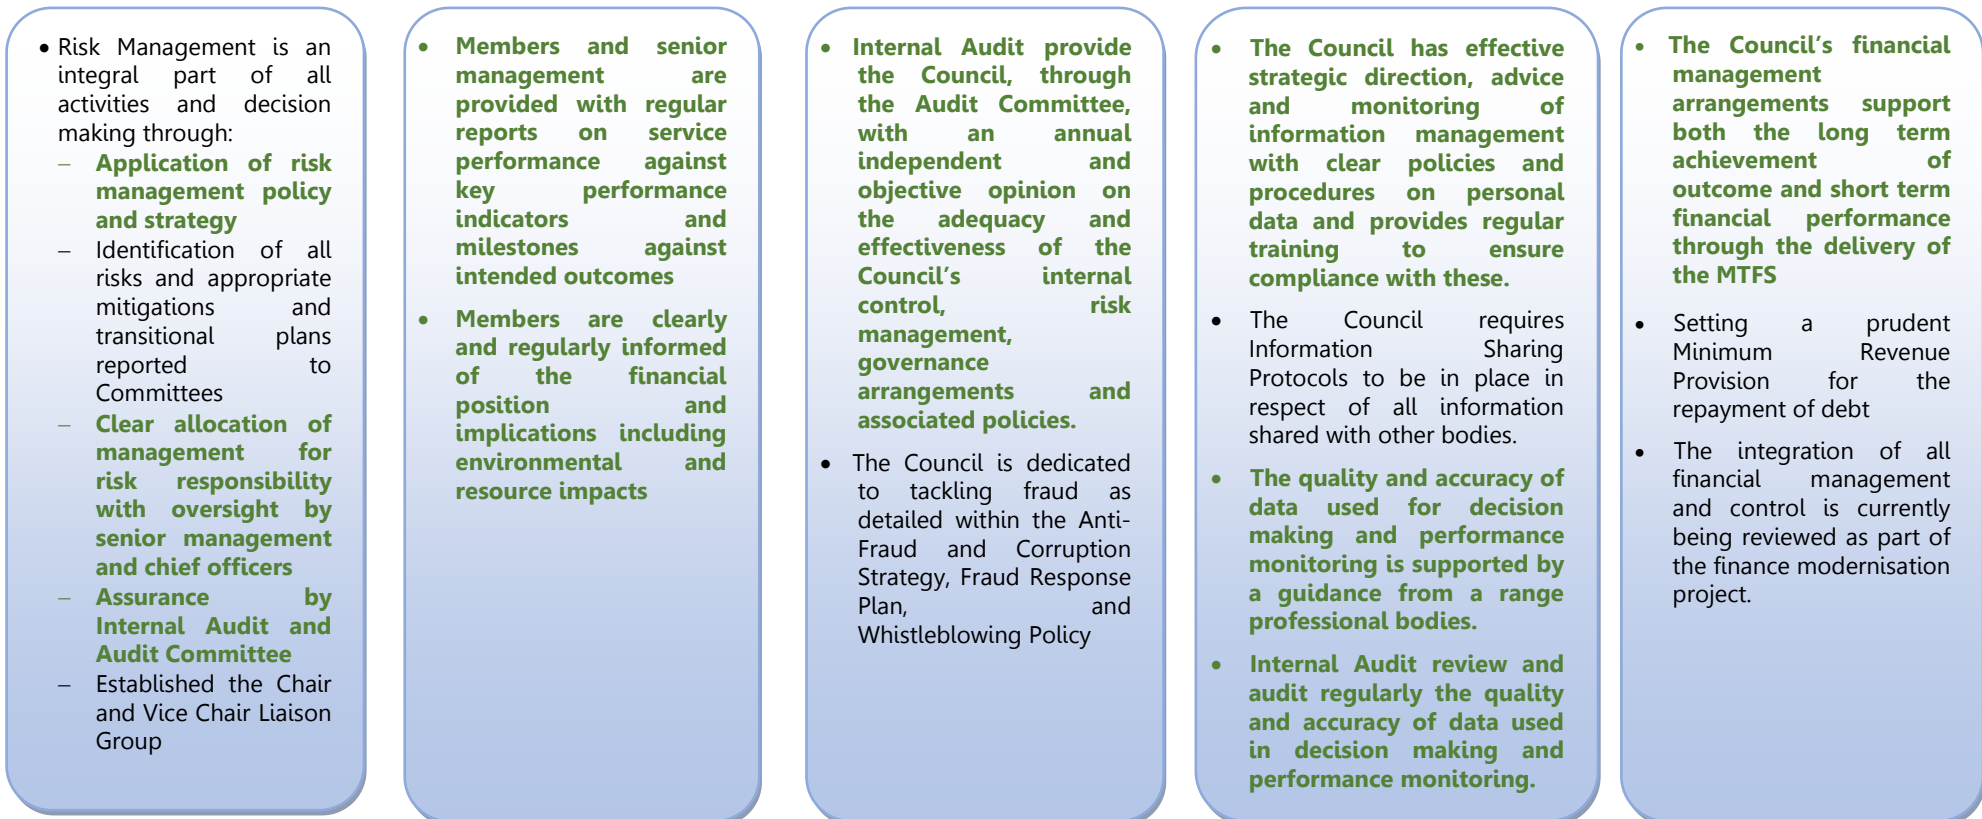 • Risk Management is an
integral part of all
activities and decision
making through:
– Application of risk
management policy
and strategy
– Identification of all
risks and appropriate
mitigations and
transitional plans
reported to
Committees
– Clear allocation of
management for
risk responsibility
with oversight by
senior management
and chief officers
– Assurance by
Internal Audit and
Audit Committee
– Established the Chair
and Vice Chair Liaison
Group
• Members and senior
management are
provided with regular
reports on service
performance against
key performance
indicators and
milestones against
intended outcomes
• Members are clearly
and regularly informed
of the financial
position and
implications including
environmental and
resource impacts
• Internal Audit provide
the Council, through
the Audit Committee,
with an annual
independent and
objective opinion on
the adequacy and
effectiveness of the
Council's internal
control, risk
management,
governance
arrangements and
associated policies.
• The Council is dedicated
to tackling fraud as
detailed within the Anti-
Fraud and Corruption
Strategy, Fraud Response
Plan, and
Whistleblowing Policy
• The Council has effective
strategic direction, advice
and monitoring of
information management
with clear policies and
procedures on personal
data and provides regular
training to ensure
compliance with these.
• The Council requires
Information Sharing
Protocols to be in place in
respect of all information
shared with other bodies.
• The quality and accuracy of
data used for decision
making and performance
monitoring is supported by
a guidance from a range
professional bodies.
• Internal Audit review and
audit regularly the quality
and accuracy of data used
in decision making and
performance monitoring.
• The Council's financial
management
arrangements support
both the long term
achievement of
outcome and short term
financial performance
through the delivery of
the MTFS
• Setting a prudent
Minimum Revenue
Provision for the
repayment of debt
• The integration of all
financial management
and control is currently
being reviewed as part of
the finance modernisation
project.